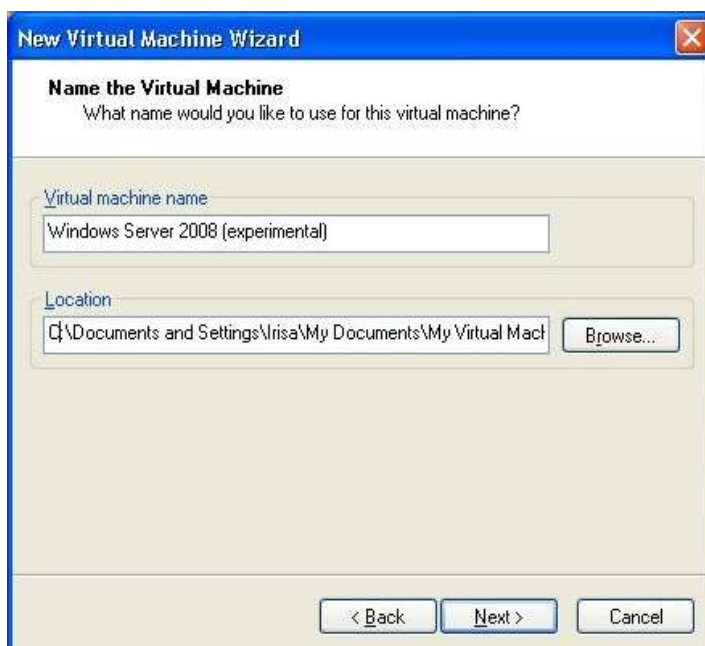 New Virtual Machine Wizard
Name the Virtual Machine
What name would you like to use for this virtual machine?
Virtual machine name
Windows Server 2008 (experimental)
Location
C:\Documents and Settings\Irisa\My Documents\My Virtual Mach
Browse...
< Back
Next >
Cancel